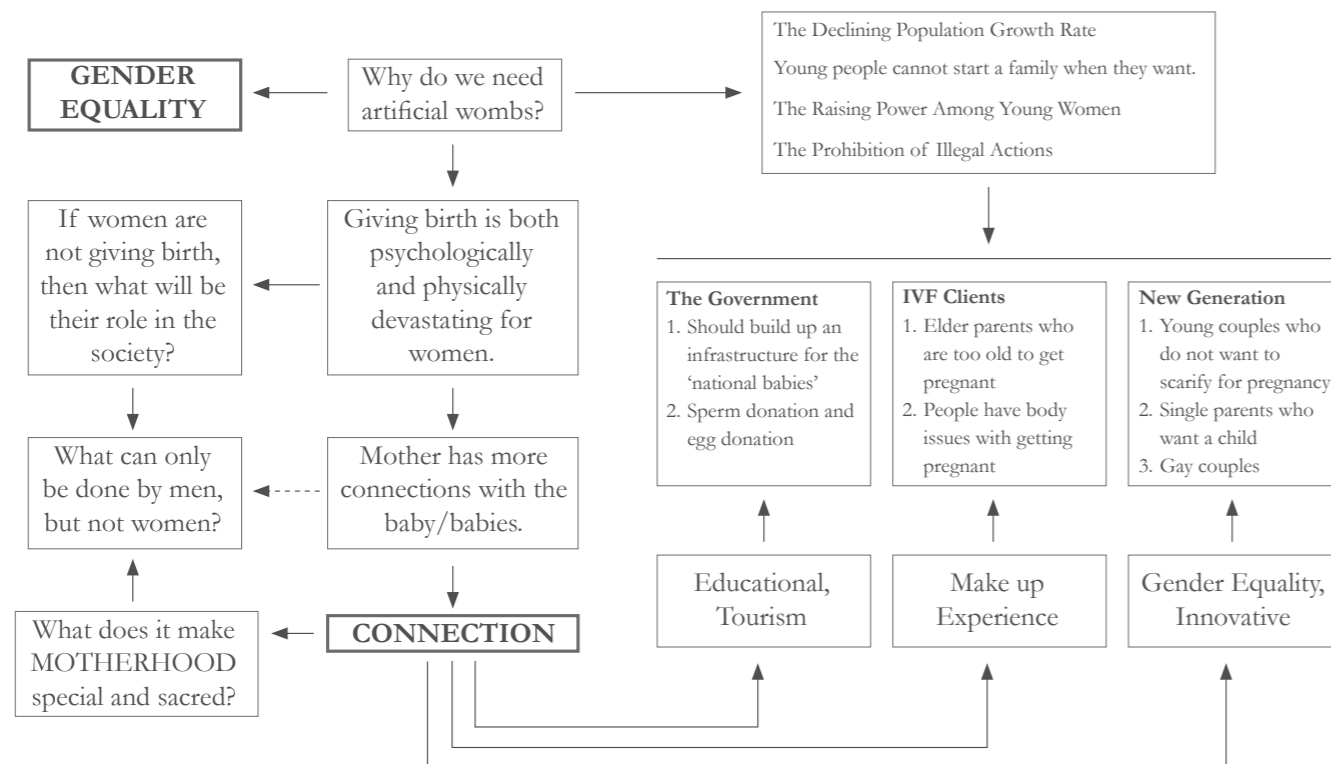 GENDER
EQUALITY
Why do we need
artificial wombs?
The Declining Population Growth Rate
Young people cannot start a family when they want.
The Raising Power Among Young Women
The Prohibition of Illegal Actions
If women are
not giving birth,
then what will be
their role in the
society?
Giving birth is both
psychologically
and physically
devastating for
women.
The Government
1. Should build up an
infrastructure for the
‘national babies’
2. Sperm donation and
egg donation
IVF Clients
1. Elder parents who
are too old to get
pregnant
2. People have body
issues with getting
pregnant
New Generation
1. Young couples who
do not want to
scarify for pregnancy
2. Single parents who
want a child
3. Gay couples
What can only
be done by men,
but not women?
Mother has more
connections with the
baby/babies.
Educational,
Tourism
Make up
Experience
Gender Equality,
Innovative
What does it make
MOTHERHOOD
special and sacred?
CONNECTION